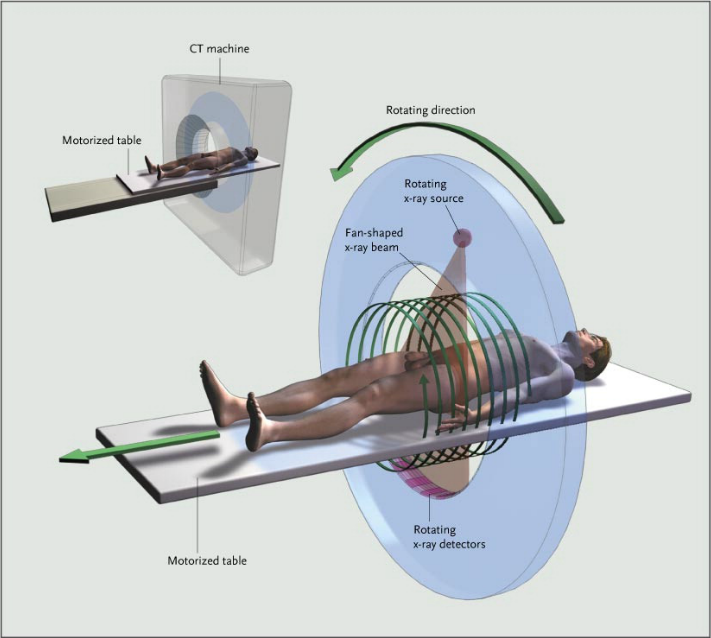 CT machine
Motorized table
Rotating direction
Rotating
x-ray source
Fan-shaped
x-ray beam
Rotating
x-ray detectors
Motorized table